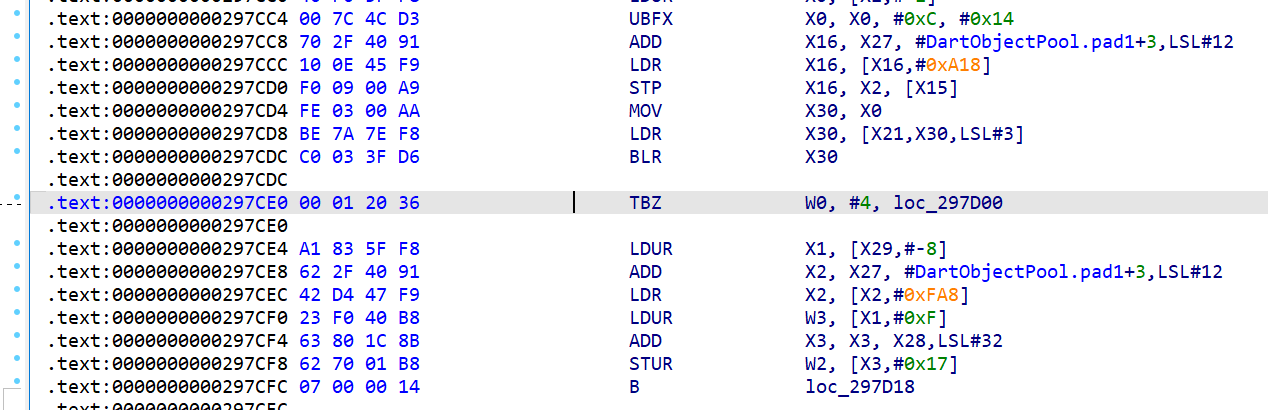 .text:0000000000297CC4 00 7C 4C D3 UBFX X0, X0, #0xC, #0x14
.text:0000000000297CC8 70 2F 40 91 ADD X16, X27, #DartObjectPool.pad1+3,LSL#12
.text:0000000000297CCC 10 0E 45 F9 LDR X16, [X16,#0xA18]
.text:0000000000297CD0 F0 09 00 A9 STP X16, X2, [X15]
.text:0000000000297CD4 FE 03 00 AA MOV X30, X0
.text:0000000000297CD8 BE 7A 7E F8 LDR X30, [X21,X30,LSL#3]
.text:0000000000297CDC C0 03 3F D6 BLR X30
.text:0000000000297CDC
.text:0000000000297CE0 00 01 20 36 TBZ W0, #4, loc_297D00
.text:0000000000297CE0
.text:0000000000297CE4 A1 83 5F F8 LDUR X1, [X29,#-8]
.text:0000000000297CE8 62 2F 40 91 ADD X2, X27, #DartObjectPool.pad1+3,LSL#12
.text:0000000000297CEC 42 D4 47 F9 LDR X2, [X2,#0xFA8]
.text:0000000000297CF0 23 F0 40 B8 LDUR W3, [X1,#0xF]
.text:0000000000297CF4 63 80 1C 8B ADD X3, X3, X28,LSL#32
.text:0000000000297CF8 62 70 01 B8 STUR W2, [X3,#0x17]
.text:0000000000297CFC 07 00 00 14 B loc_297D18